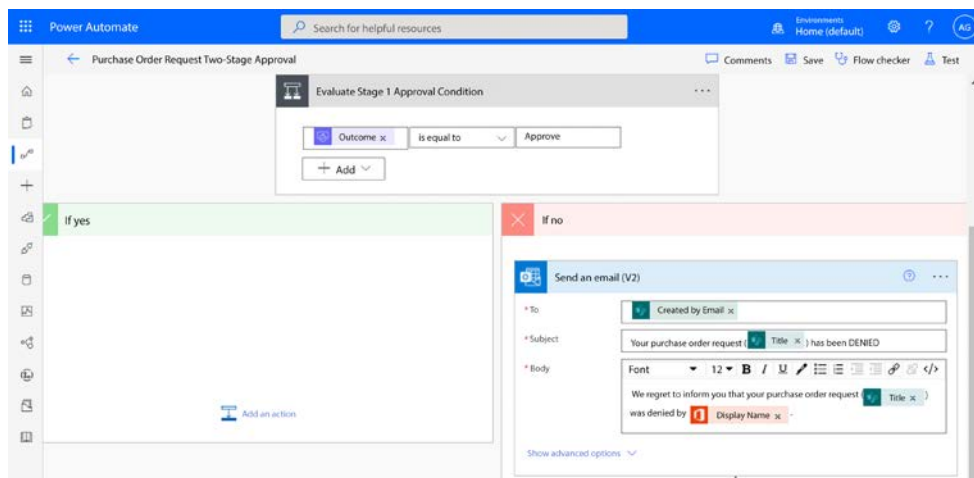 Power Automate
Search for helpful resources
Environments
Home (default)
?
AG
Purchase Order Request Two-Stage Approval
Comments Save Flow checker Test
Evaluate Stage 1 Approval Condition
Outcome x is equal to Approve
+ Add
If yes
If no
Send an email (V2)
* To Created by Email x
* Subject Your purchase order request ( Title x ) has been DENIED
* Body Font 12 B I U </>
We regret to inform you that your purchase order request ( Title x )
was denied by Display Name x .
Add an action
Show advanced options